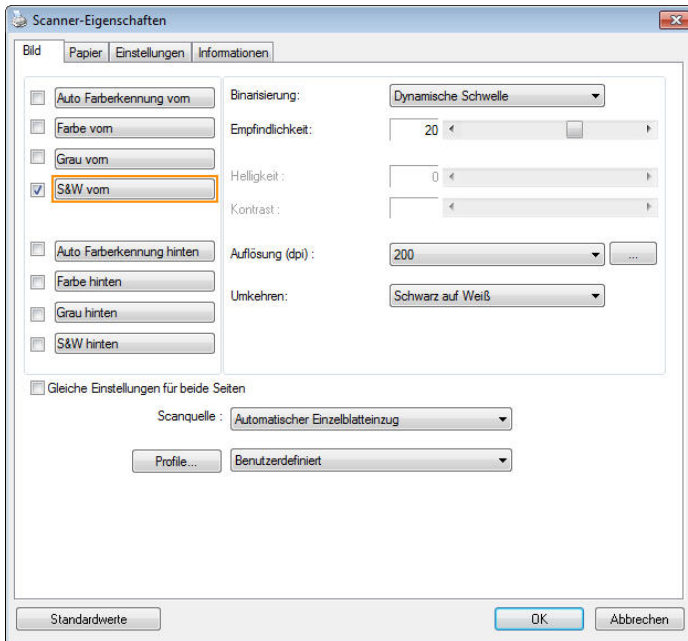 Scanner-Eigenschaften
Bild Papier Einstellungen Informationen
Auto Farberkennung vorn
Farbe vorn
Grau vorn
S&W vorn
Auto Farberkennung hinten
Farbe hinten
Grau hinten
S&W hinten
Binarisierung: Dynamische Schwelle
Empfindlichkeit: 20
Helligkeit : 0
Kontrast :
Auflösung (dpi) : 200 ...
Umkehren: Schwarz auf Weiß
Gleiche Einstellungen für beide Seiten
Scanquelle : Automatischer Einzelblatteinzug
Profile... Benutzerdefiniert
Standardwerte OK Abbrechen